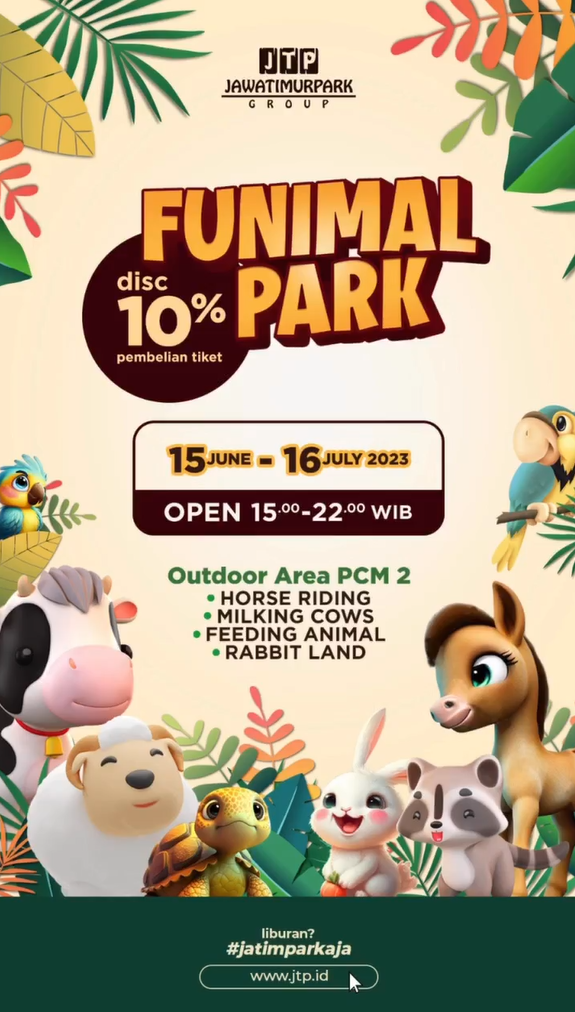 JTP
JAWATIMURPARK
GROUP
FUNIMAL
PARK
disc
10%
pembelian tiket
15 JUNE - 16 JULY 2023
OPEN 15.00-22.00 WIB
Outdoor Area PCM 2
• HORSE RIDING
• MILKING COWS
• FEEDING ANIMAL
• RABBIT LAND
liburan?
#jatimparkaja
www.jtp.id